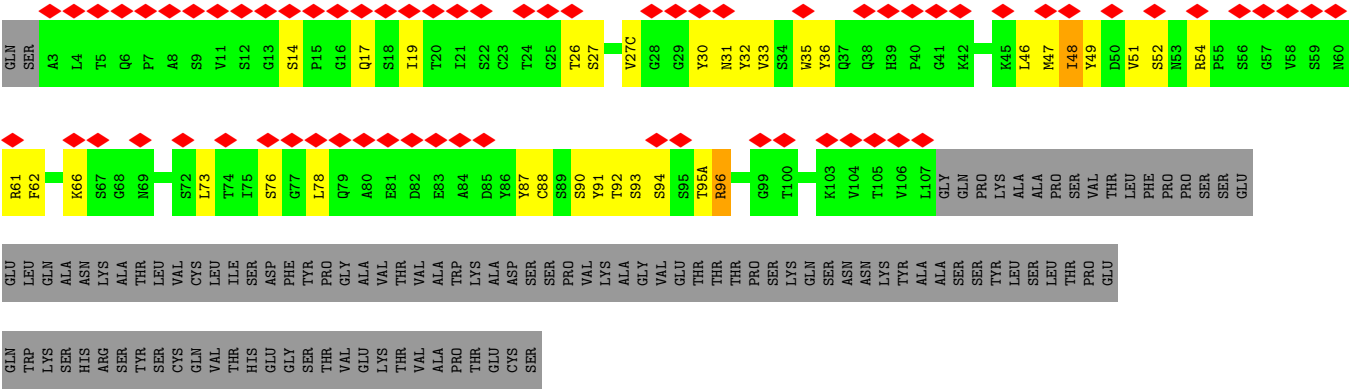 GLN SER A3 L4 T5 Q6 P7 A8 S9 V11 S12 G13 S14 P15 G16 Q17 S18 I19 T20 I21 S22 C23 T24 G25 T26 S27 V27C G28 G29 Y30 N31 Y32 V33 S34 W35 Y36 Q37 Q38 H39 P40 G41 K42 K45 L46 M47 I48 Y49 D50 V51 S52 N53 R54 P55 S56 G57 V58 S59 N60
R61 F62 K66 S67 G68 N69 S72 L73 T74 I75 S76 G77 L78 Q79 A80 E81 D82 E83 A84 D85 Y86 Y87 C88 S89 S90 Y91 T92 S93 S94 S95 T95A R96 G99 T100 K103 V104 T105 V106 L107 GLY GLN PRO LYS ALA ALA PRO SER VAL THR LEU PHE PRO PRO SER SER GLU
GLU LEU GLN ALA ASN LYS ALA THR LEU VAL CYS LEU ILE SER ASP PHE TYR PRO GLY ALA VAL THR VAL ALA TRP LYS ALA ASP SER SER PRO VAL LYS ALA GLY VAL GLU THR THR THR PRO SER LYS GLN SER ASN ASN LYS TYR ALA ALA SER SER TYR LEU SER LEU THR PRO GLU
GLN TRP LYS SER HIS ARG SER TYR SER CYS GLN VAL THR HIS GLU GLY SER THR VAL GLU LYS THR VAL ALA PRO THR GLU CYS SER